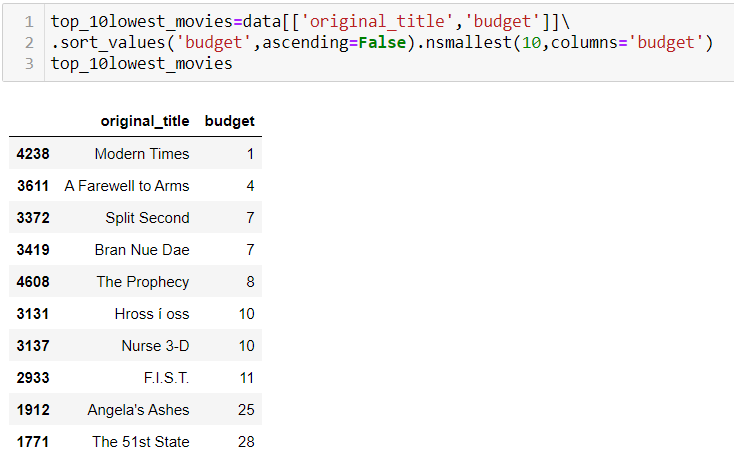 1 top_10lowest_movies=data[['original_title','budget']]\
2 .sort_values('budget',ascending=False).nsmallest(10,columns='budget')
3 top_10lowest_movies
original_title budget
4238 Modern Times 1
3611 A Farewell to Arms 4
3372 Split Second 7
3419 Bran Nue Dae 7
4608 The Prophecy 8
3131 Hross í oss 10
3137 Nurse 3-D 10
2933 F.I.S.T. 11
1912 Angela's Ashes 25
1771 The 51st State 28